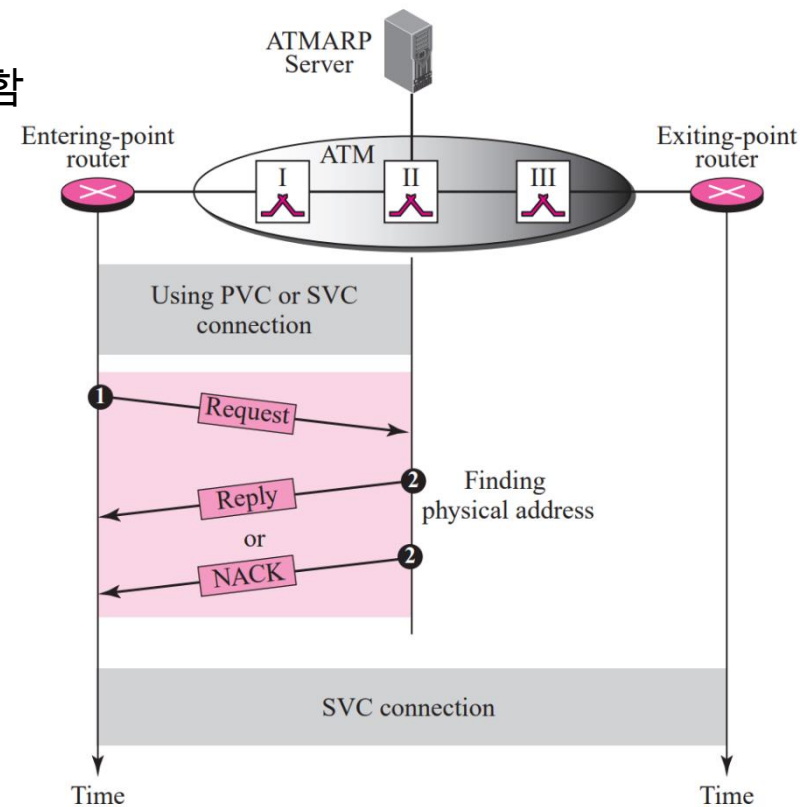 함
ATMARP
Server
Entering-point
router
Exiting-point
router
ATM
I
II
III
Using PVC or SVC
connection
1
Request
2
Reply
Finding
physical address
or
2
NACK
SVC connection
Time
Time